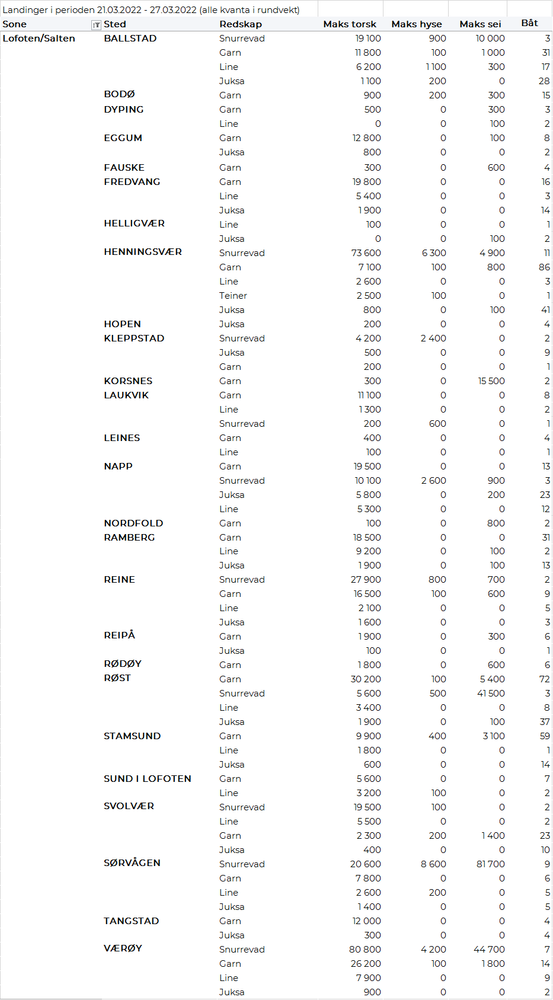 Landinger i perioden 21.03.2022 - 27.03.2022 (alle kvanta i rundvekt)
Sone Sted Redskap Maks torsk Maks hyse Maks sei Båt
Lofoten/Salten BALLSTAD Snurrevad 19 100 900 10 000 3
Garn 11 800 100 1 000 31
Line 6 200 1 100 300 17
Juksa 1 100 200 0 28
BODØ Garn 900 200 300 15
DYPING Garn 500 0 300 3
Line 0 0 100 2
EGGUM Garn 12 800 0 100 8
Juksa 800 0 0 2
FAUSKE Garn 300 0 600 4
FREDVANG Garn 19 800 0 0 16
Line 5 400 0 0 3
Juksa 1 900 0 0 14
HELLIGVÆR Line 100 0 0 1
Juksa 0 0 100 2
HENNINGSVÆR Snurrevad 73 600 6 300 4 900 11
Garn 7 100 100 800 86
Line 2 600 0 0 3
Teiner 2 500 100 0 1
Juksa 800 0 100 41
HOPEN Juksa 200 0 0 4
KLEPPSTAD Snurrevad 4 200 2 400 0 2
Juksa 500 0 0 9
Garn 200 0 0 1
KORSNES Garn 300 0 15 500 2
LAUKVIK Garn 11 100 0 0 8
Line 1 300 0 0 2
Snurrevad 200 600 0 1
LEINES Garn 400 0 0 4
Line 100 0 0 1
NAPP Garn 19 500 0 0 13
Snurrevad 10 100 2 600 900 3
Juksa 5 800 0 200 23
Line 5 300 0 0 12
NORDFOLD Garn 100 0 800 2
RAMBERG Garn 18 500 0 0 31
Line 9 200 0 100 2
Juksa 1 900 0 100 13
REINE Snurrevad 27 900 800 700 2
Garn 16 500 100 600 9
Line 2 100 0 0 5
Juksa 1 600 0 0 3
REIPÅ Garn 1 900 0 300 6
Juksa 100 0 0 1
RØDØY Garn 1 800 0 600 6
RØST Garn 30 200 100 5 400 72
Snurrevad 5 600 500 41 500 3
Line 3 400 0 0 8
Juksa 1 900 0 100 37
STAMSUND Garn 9 900 400 3 100 59
Line 1 800 0 0 1
Juksa 600 0 0 14
SUND I LOFOTEN Garn 5 600 0 0 7
Line 3 200 100 0 2
SVOLVÆR Snurrevad 19 500 100 0 2
Line 5 500 0 0 2
Garn 2 300 200 1 400 23
Juksa 400 0 0 10
SØRVÅGEN Snurrevad 20 600 8 600 81 700 9
Garn 7 800 0 0 6
Line 2 600 200 0 5
Juksa 1 400 0 0 5
TANGSTAD Garn 12 000 0 0 4
Juksa 300 0 0 4
VÆRØY Snurrevad 80 800 4 200 44 700 7
Garn 26 200 100 1 800 14
Line 7 900 0 0 9
Juksa 900 0 0 2